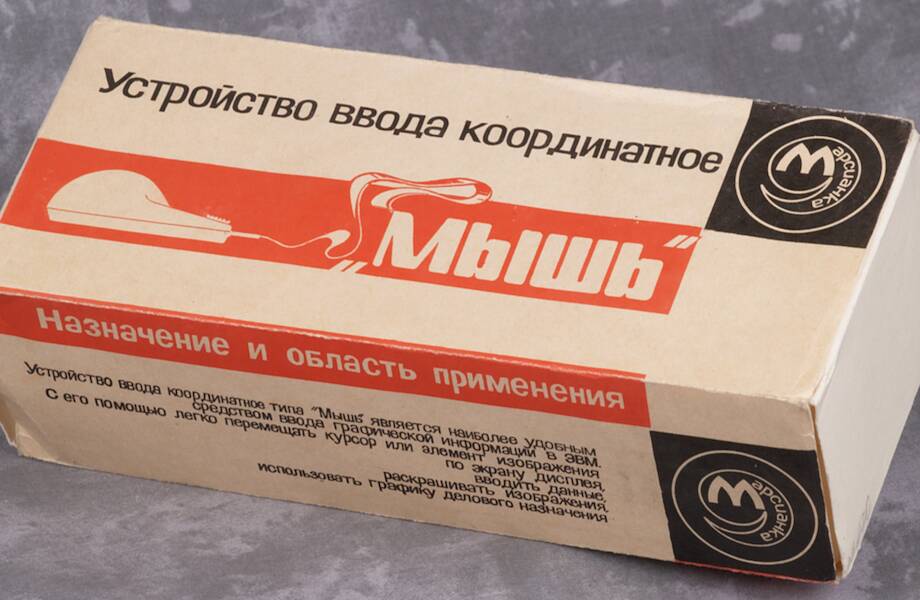 Устройство ввода координатное
Марсианка
„Мышь“
Назначение и область применения
Устройство ввода координатное типа "Мышь" является наиболее удобным
средством ввода графической информации в ЭВМ.
С его помощью легко перемещать курсор или элемент изображения
по экрану дисплея,
вводить данные,
раскрашивать изображения,
использовать графику делового назначения
Марсианка